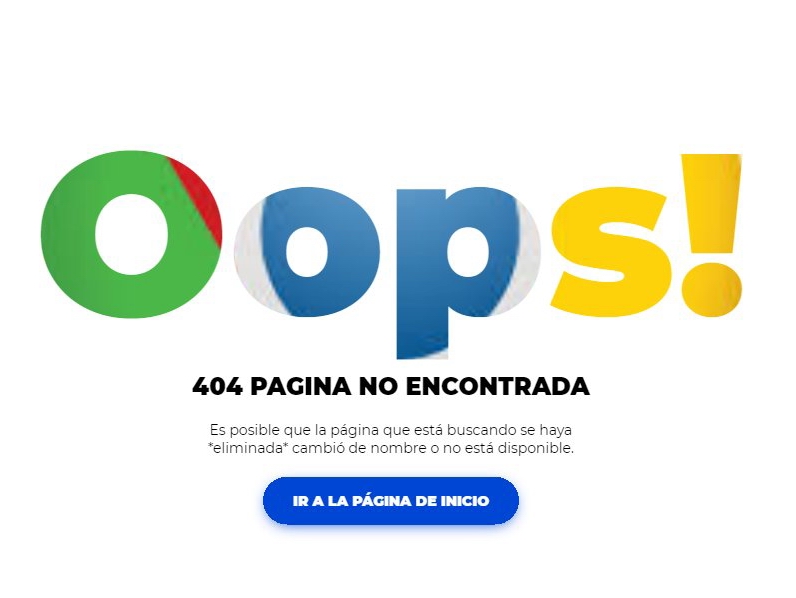 Oops!
404 PAGINA NO ENCONTRADA
Es posible que la página que está buscando se haya
*eliminada* cambió de nombre o no está disponible.
IR A LA PÁGINA DE INICIO